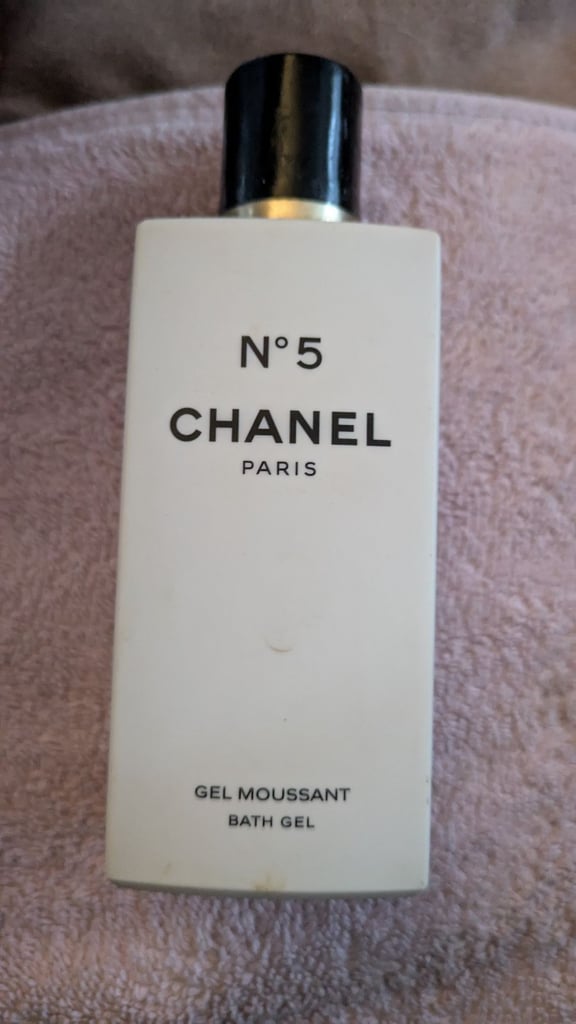 N°5
CHANEL
PARIS
GEL MOUSSANT
BATH GEL